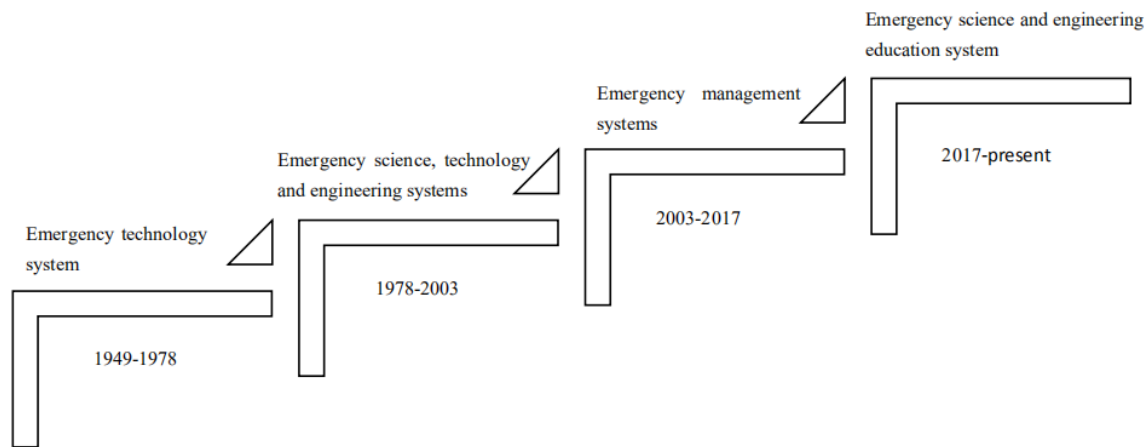 Emergency technology
system
1949-1978
Emergency science, technology
and engineering systems
1978-2003
Emergency management
systems
2003-2017
Emergency science and engineering
education system
2017-present